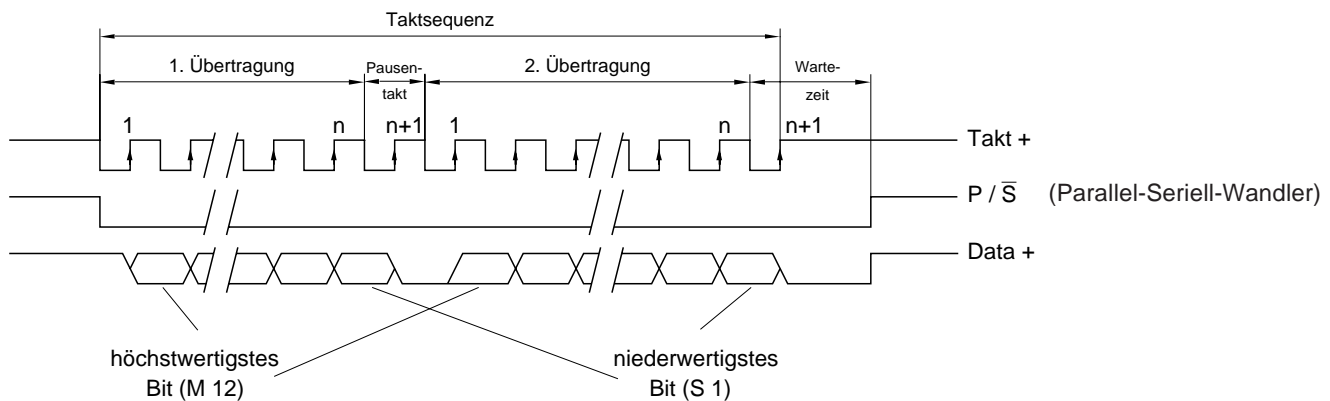 Taktsequenz
1. Übertragung
Pausen-
takt
2. Übertragung
Warte-
zeit
1 n n+1 1 n n+1
Takt +
P / S̅ (Parallel-Seriell-Wandler)
Data +
höchstwertigstes
Bit (M 12)
niederwertigstes
Bit (S 1)